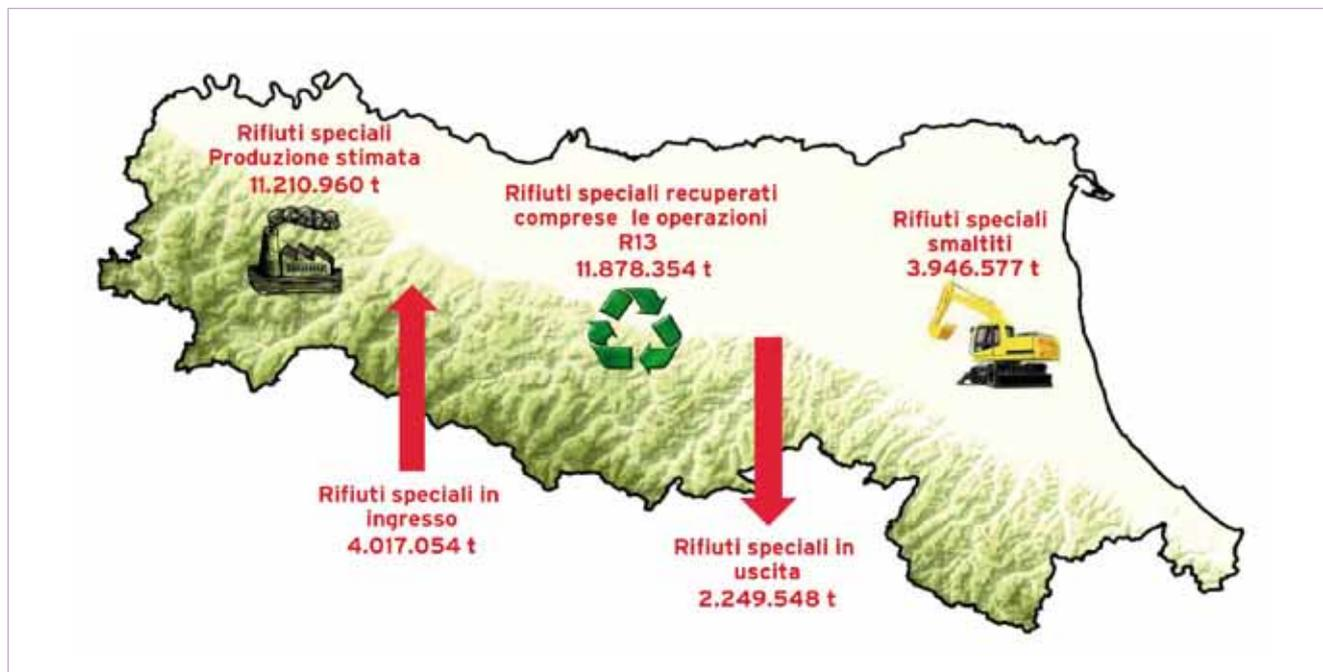 Rifiuti speciali
Produzione stimata
11.210.960 t
Rifiuti speciali recuperati
comprese le operazioni
R13
11.878.354 t
Rifiuti speciali
smaltiti
3.946.577 t
Rifiuti speciali in
ingresso
4.017.054 t
Rifiuti speciali in
uscita
2.249.548 t